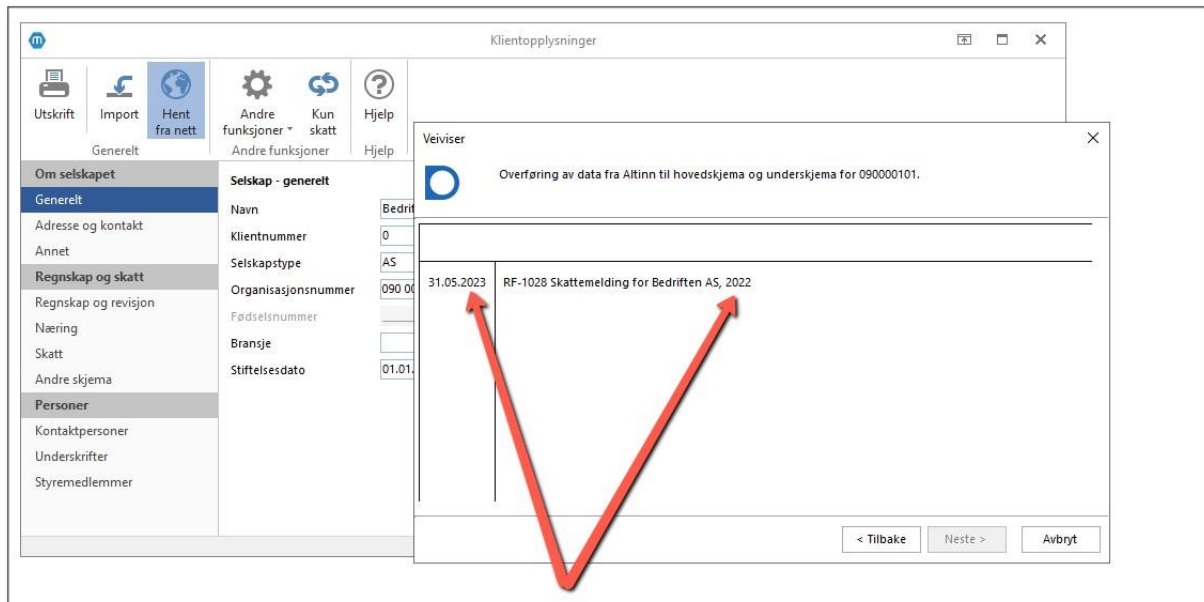 Klientopplysninger
Utskrift
Import
Hent
fra nett
Andre
funksjoner
Kun
skatt
Hjelp
Generelt
Andre funksjoner
Hjelp
Om selskapet
Generelt
Adresse og kontakt
Annet
Regnskap og skatt
Regnskap og revisjon
Næring
Skatt
Andre skjema
Personer
Kontaktpersoner
Underskrifter
Styremedlemmer
Selskap - generelt
Navn
Klientnummer 0
Selskapstype AS
Organisasjonsnummer 090
Fødselsnummer
Bransje
Stiftelsesdato 01.01.
Veiviser
Overføring av data fra Altinn til hovedskjema og underskjema for 090000101.
31.05.2023 RF-1028 Skattemelding for Bedriften AS, 2022
< Tilbake
Neste >
Avbryt